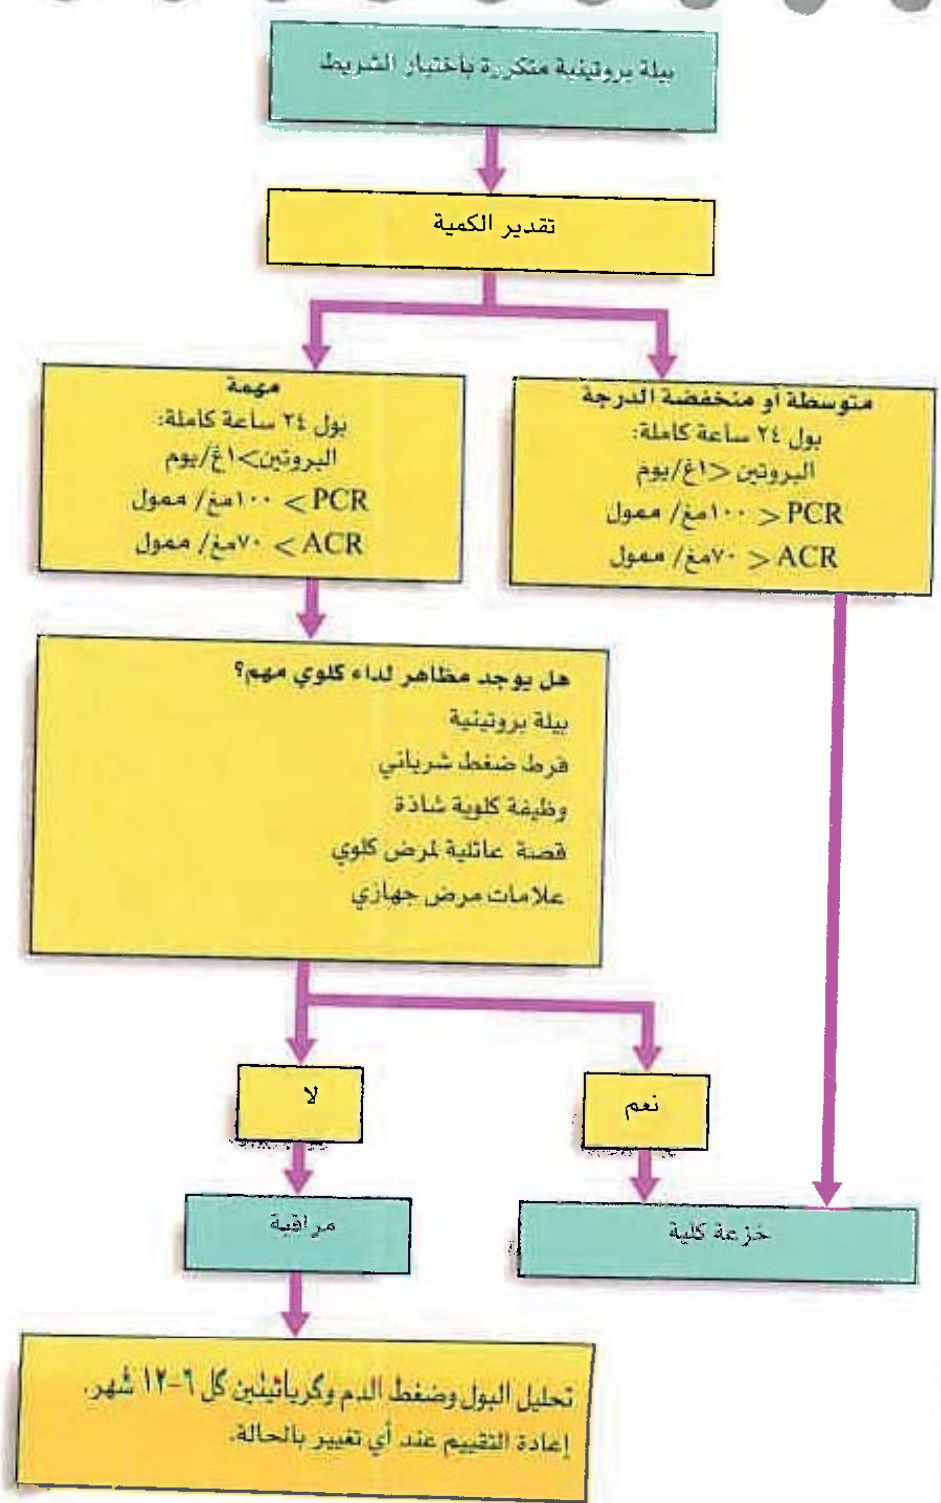 بيلة بروتينية متكررة بأختبار الشريط
تقدير الكمية
متوسطة أو منخفضة الدرجة
بول ٢٤ ساعة كاملة:
البروتين <١غ/يوم
PCR > ١٠٠مغ/ ممول
ACR > ٧٠مغ/ ممول
مهمة
بول ٢٤ ساعة كاملة:
البروتين>١غ/يوم
PCR < ١٠٠مغ/ ممول
ACR < ٧٠مغ/ ممول
هل يوجد مظاهر لداء كلوي مهم؟
بيلة بروتينية
فرط ضغط شرياني
وظيفة كلوية شاذة
قصة عائلية لمرض كلوي
علامات مرض جهازي
نعم
لا
خزعة كلية
مراقبة
تحليل البول وضغط الدم وكرياتينين كل ٦-١٢ شهر.
إعادة التقييم عند أي تغيير بالحالة.